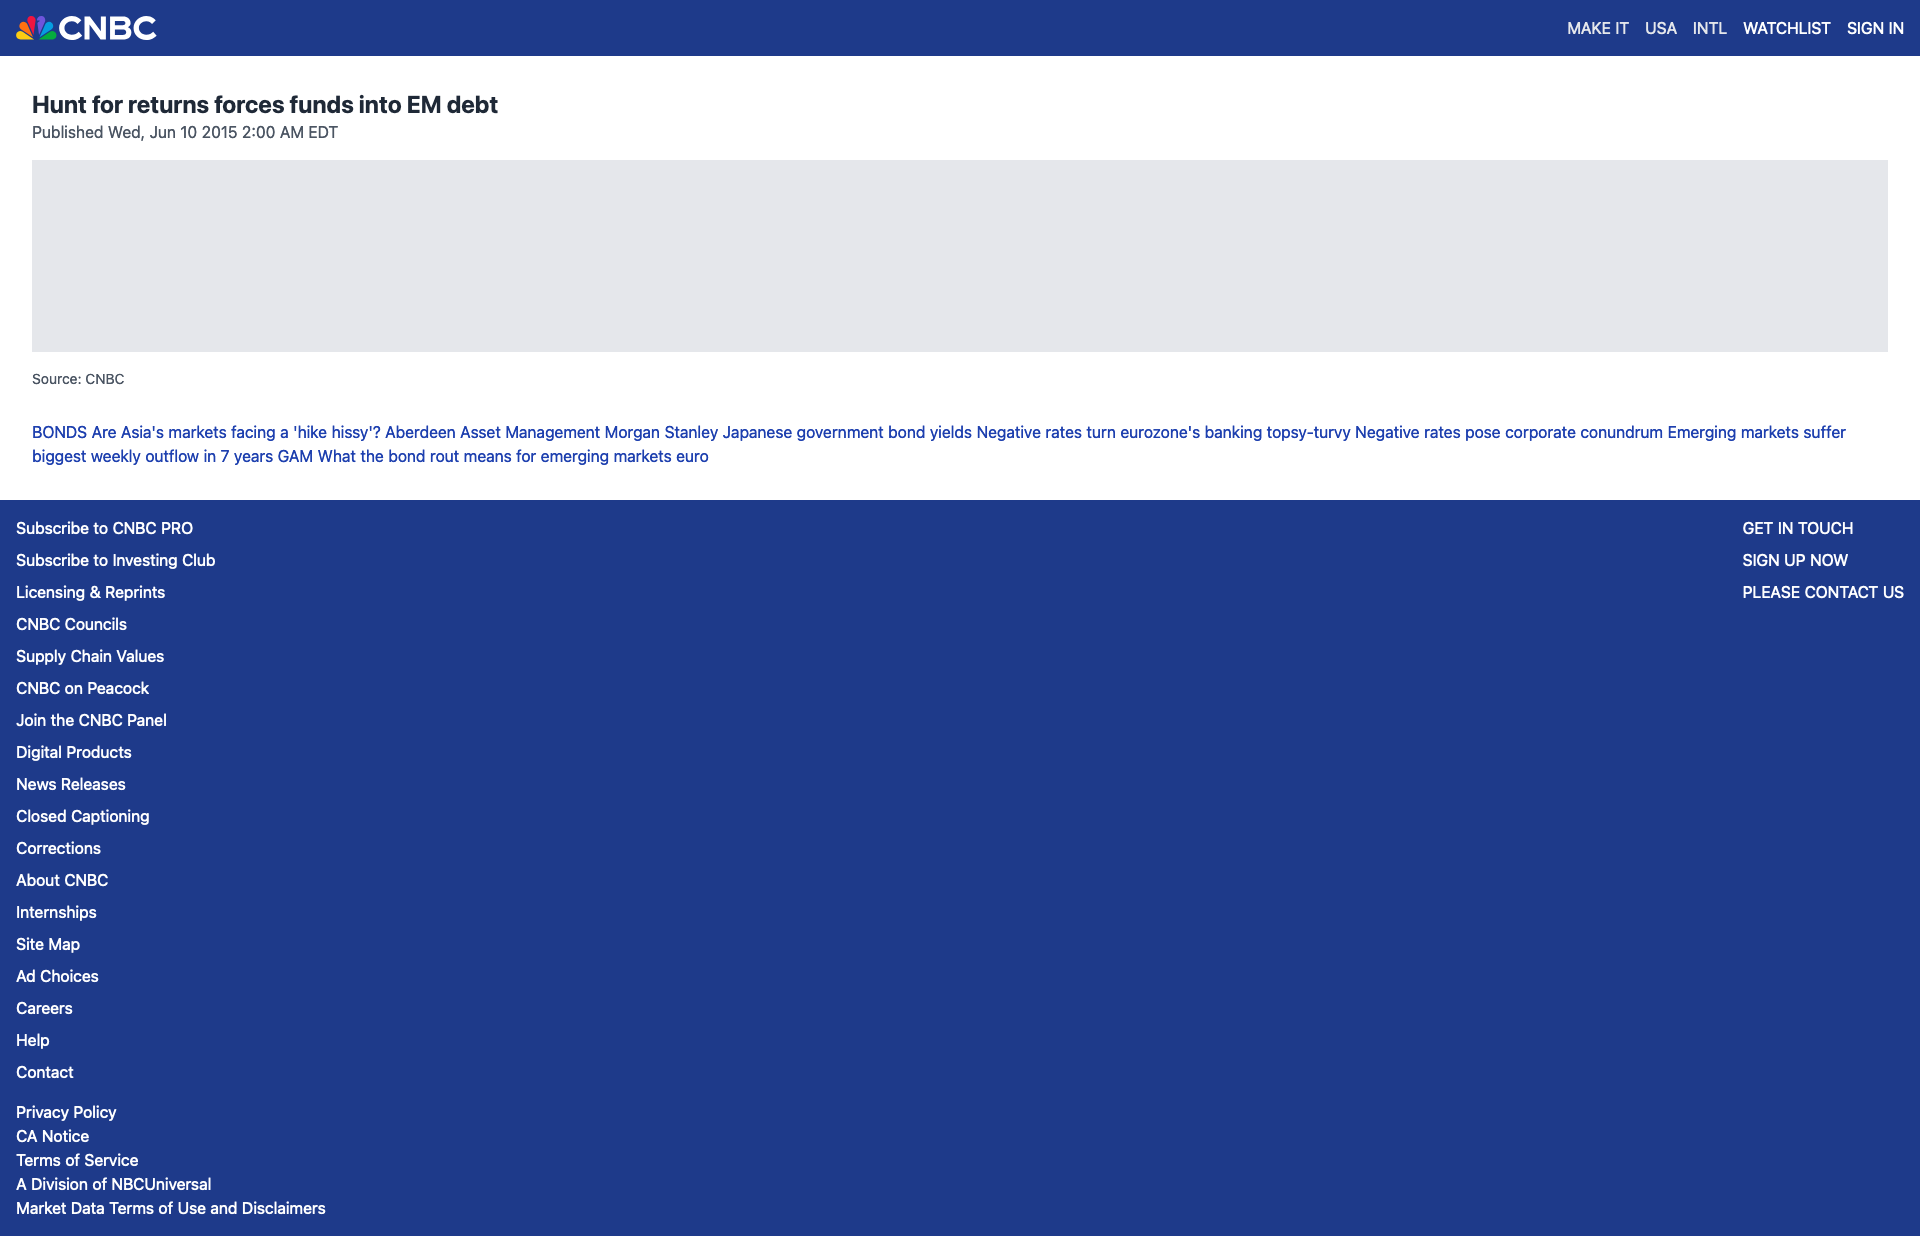 CNBC
MAKE IT USA INTL WATCHLIST SIGN IN
Hunt for returns forces funds into EM debt
Published Wed, Jun 10 2015 2:00 AM EDT
Source: CNBC
BONDS Are Asia's markets facing a 'hike hissy'? Aberdeen Asset Management Morgan Stanley Japanese government bond yields Negative rates turn eurozone's banking topsy-turvy Negative rates pose corporate conundrum Emerging markets suffer
biggest weekly outflow in 7 years GAM What the bond rout means for emerging markets euro
Subscribe to CNBC PRO
Subscribe to Investing Club
Licensing & Reprints
CNBC Councils
Supply Chain Values
CNBC on Peacock
Join the CNBC Panel
Digital Products
News Releases
Closed Captioning
Corrections
About CNBC
Internships
Site Map
Ad Choices
Careers
Help
Contact
GET IN TOUCH
SIGN UP NOW
PLEASE CONTACT US
Privacy Policy
CA Notice
Terms of Service
A Division of NBCUniversal
Market Data Terms of Use and Disclaimers